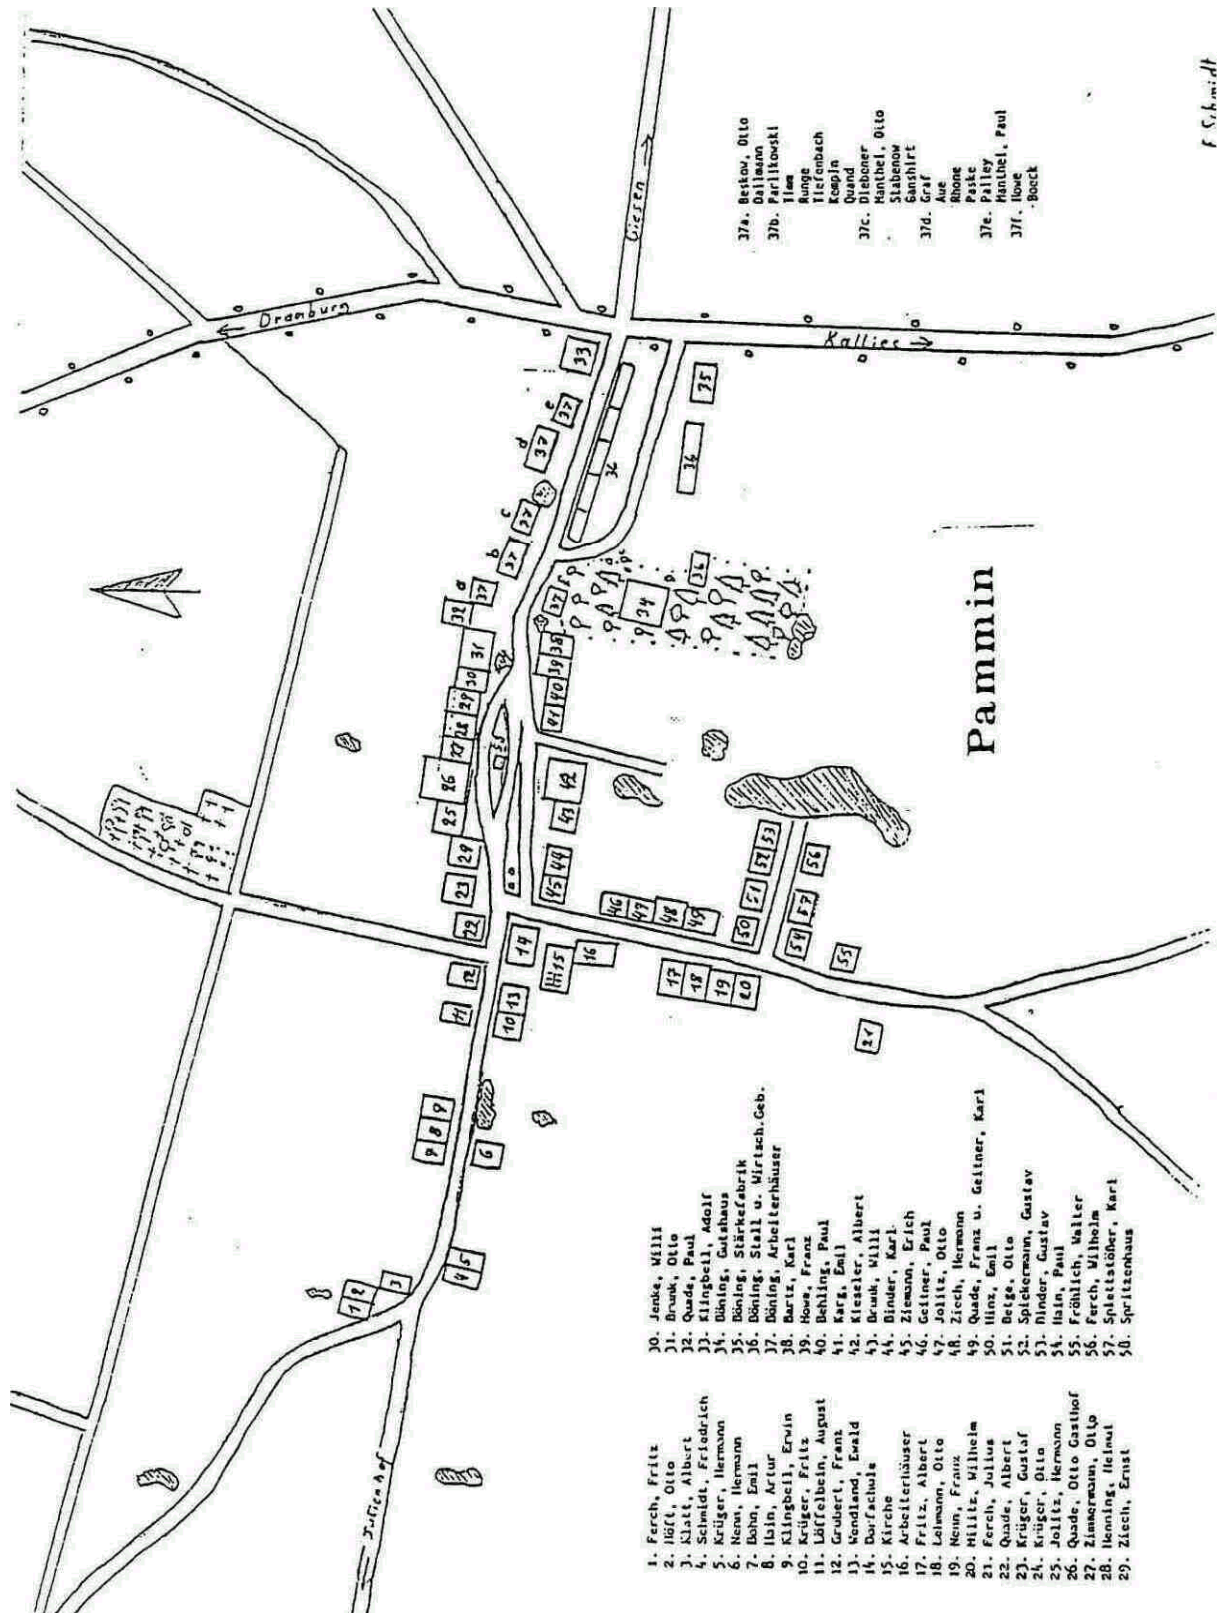 Pammin
Dramburg
Giesen
Kallies
Julienhof
E. Schmidt
1. Ferch, Fritz
2. Höft, Otto
3. Klatt, Albert
4. Schmidt, Friedrich
5. Krüger, Hermann
6. Nenn, Hermann
7. Bohn, Emil
8. Hain, Artur
9. Klingbeil, Erwin
10. Krüger, Fritz
11. Löffelbein, August
12. Grubert, Franz
13. Wendland, Ewald
14. Dorfschule
15. Kirche
16. Arbeiterhäuser
17. Fritz, Albert
18. Lehmann, Otto
19. Nenn, Franz
20. Militz, Wilhelm
21. Ferch, Julius
22. Quade, Albert
23. Krüger, Gustaf
24. Krüger, Otto
25. Jolitz, Hermann
26. Quade, Otto Gasthof
27. Zimmermann, Otto
28. Henning, Helmut
29. Ziech, Ernst
30. Janke, Willi
31. Brunk, Otto
32. Quade, Paul
33. Klingbeil, Adolf
34. Böning, Gutshaus
35. Böning, Stärkefabrik
36. Böning, Stall u. Wirtsch.Geb.
37. Böning, Arbeiterhäuser
38. Bartz, Karl
39. Howe, Franz
40. Behling, Paul
41. Karg, Emil
42. Kieseler, Albert
43. Brunk, Willi
44. Binder, Karl
45. Ziemann, Erich
46. Geitner, Paul
47. Jolitz, Otto
48. Ziech, Hermann
49. Quade, Franz u. Geitner, Karl
50. Hinz, Emil
51. Betge, Otto
52. Spickermann, Gustav
53. Binder, Gustav
54. Hain, Paul
55. Fröhlich, Walter
56. Ferch, Wilhelm
57. Splettstößer, Karl
58. Spritzenhaus
37a. Beskow, Otto
Dallmann
37b. Parlikowski
Timm
Runge
Tiefenbach
Kempin
Quand
37c. Dieboner
Manthei, Otto
Stabenow
Ganshirt
37d. Graf
Aue
Rhone
Paske
37e. Palley
Manthei, Paul
37f. Howe
Boeck